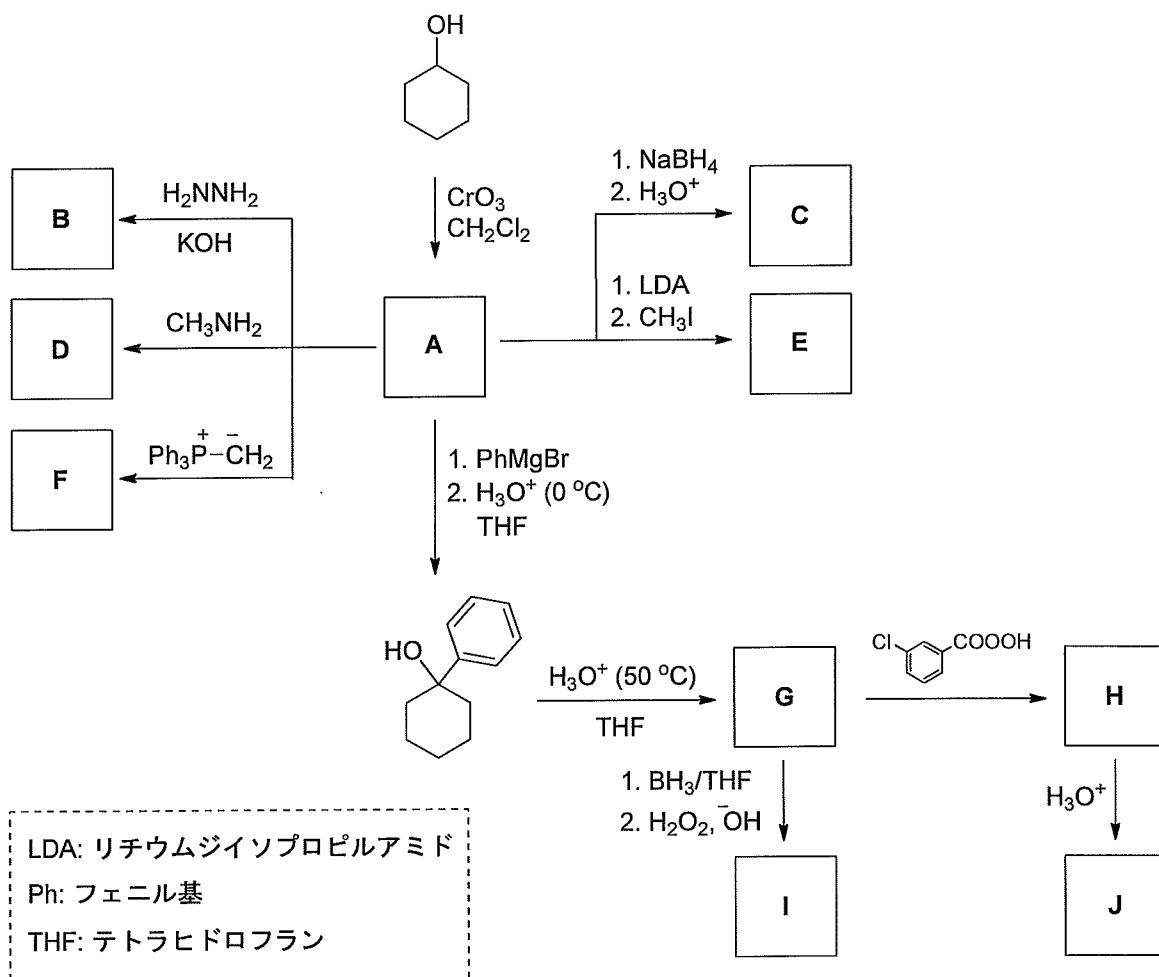 OH
CrO3
CH2Cl2
B
H2NNH2
KOH
1. NaBH4
2. H3O+
C
D
CH3NH2
A
1. LDA
2. CH3I
E
F
Ph3P+-C-H2
1. PhMgBr
2. H3O+ (0 °C)
THF
HO
H3O+ (50 °C)
THF
G
Cl
COOOH
H
1. BH3/THF
2. H2O2, -OH
H3O+
I
J
LDA: リチウムジイソプロピルアミド
Ph: フェニル基
THF: テトラヒドロフラン